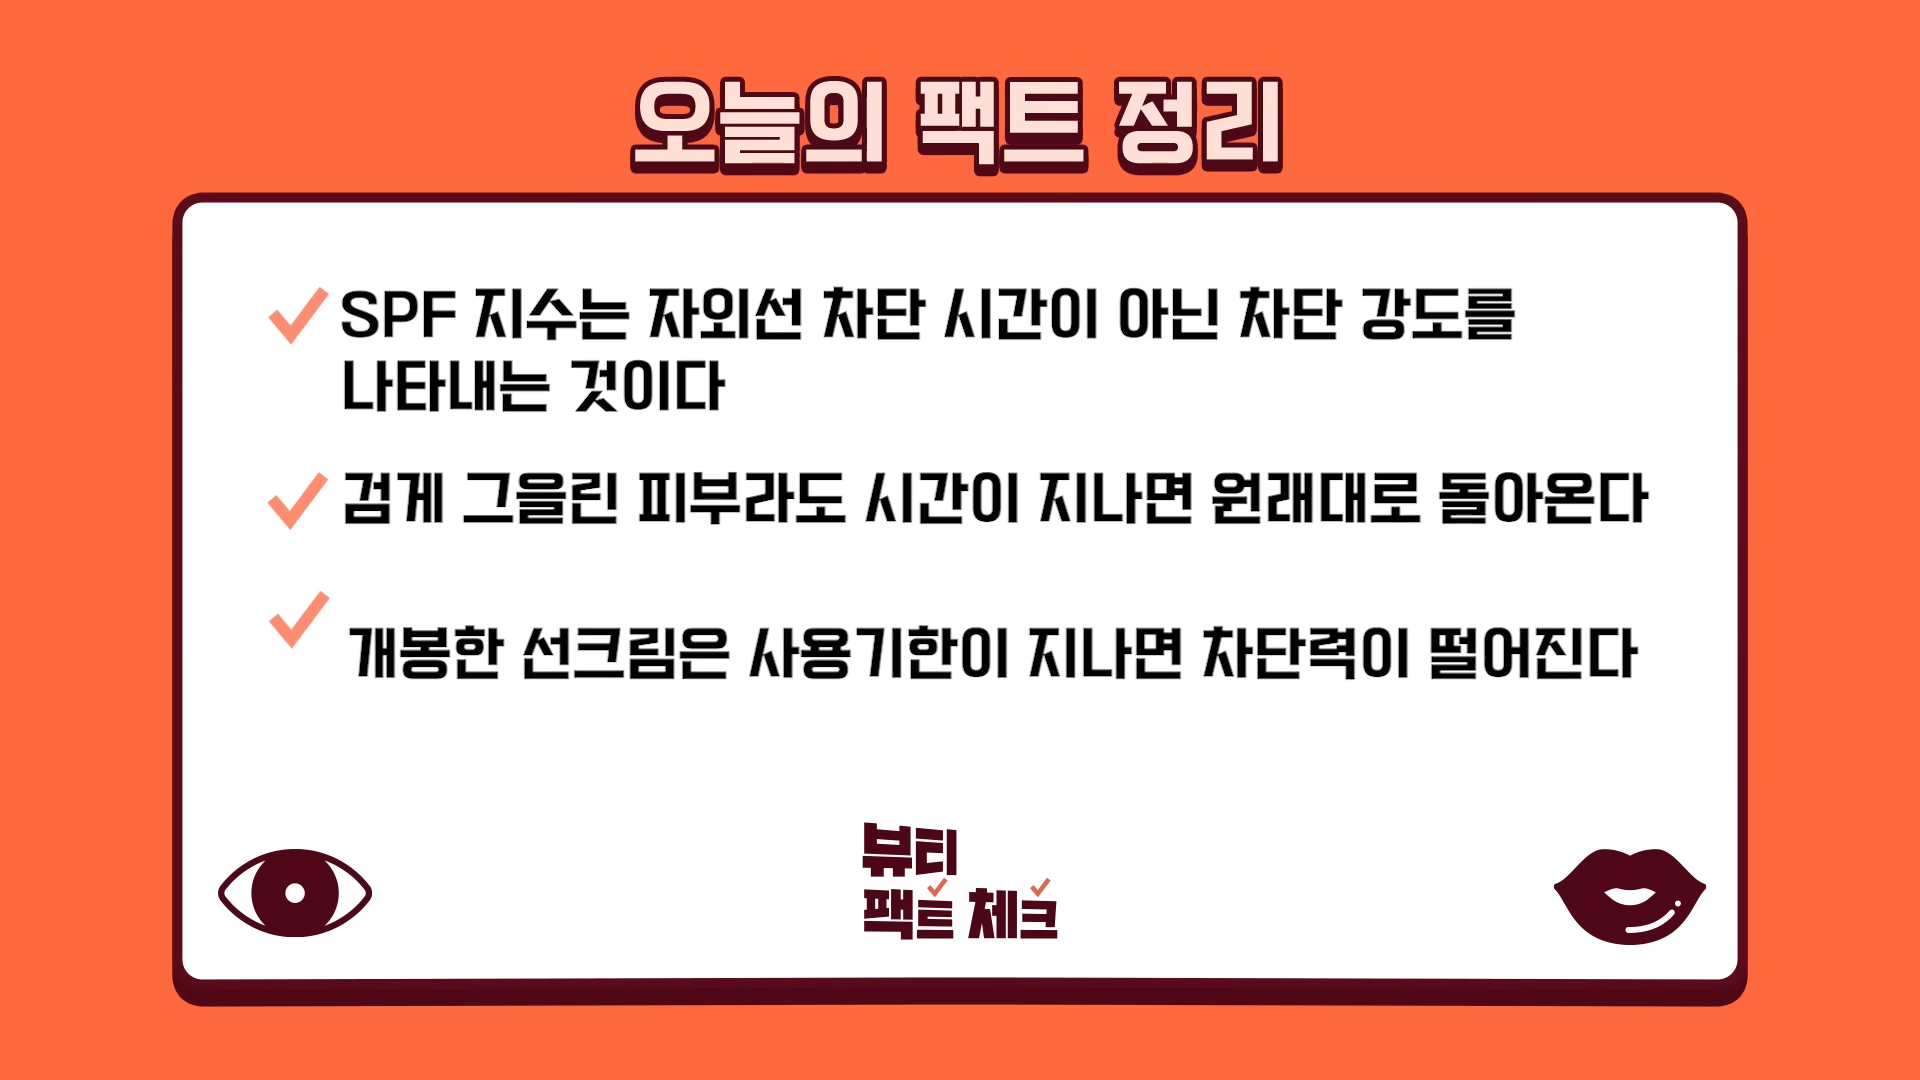 오늘의 팩트 정리
SPF 지수는 자외선 차단 시간이 아닌 차단 강도를
나타내는 것이다
검게 그을린 피부라도 시간이 지나면 원래대로 돌아온다
개봉한 선크림은 사용기한이 지나면 차단력이 떨어진다
뷰티
팩트 체크